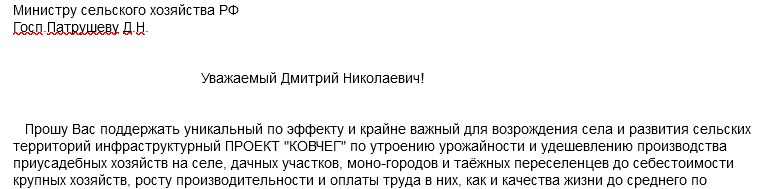 Министру сельского хозяйства РФ
Госп.Патрушеву Д.Н.
Уважаемый Дмитрий Николаевич!
Прошу Вас поддержать уникальный по эффекту и крайне важный для возрождения села и развития сельских
территорий инфраструктурный ПРОЕКТ "КОВЧЕГ" по утроению урожайности и удешевлению производства
приусадебных хозяйств на селе, дачных участков, моно-городов и таёжных переселенцев до себестоимости
крупных хозяйств, росту производительности и оплаты труда в них, как и качества жизни до среднего по